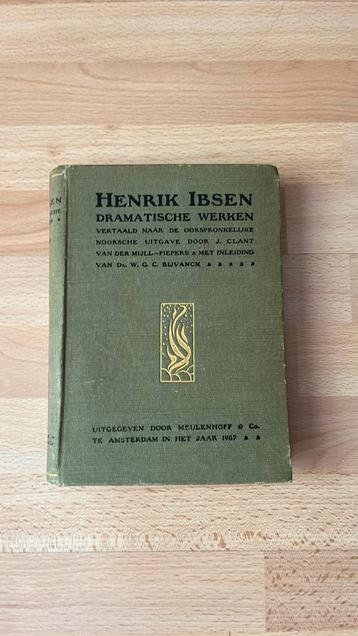 HENRIK IBSEN
DRAMATISCHE WERKEN
VERTAALD NAAR DE OORSPRONKELIJKE
NOORSCHE UITGAVE DOOR J. CLANT
VAN DER MIJLL-PIEPERS MET INLEIDING
VAN Dr. W. G. C. BIJVANCK
UITGEGEVEN DOOR MEULENHOFF & Co.
TE AMSTERDAM IN HET JAAR 1907